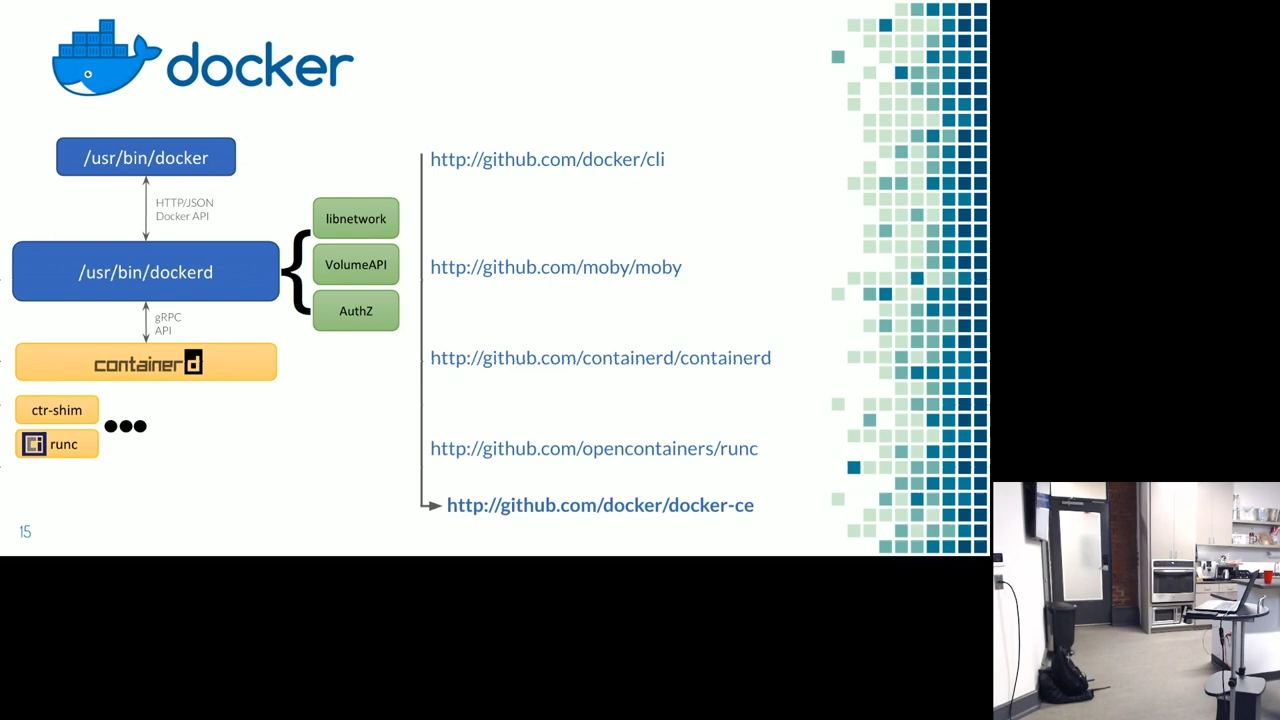 docker
/usr/bin/docker
HTTP/JSON
Docker API
/usr/bin/dockerd
libnetwork
VolumeAPI
AuthZ
gRPC
API
containerd
ctr-shim
Ci runc
http://github.com/docker/cli
http://github.com/moby/moby
http://github.com/containerd/containerd
http://github.com/opencontainers/runc
http://github.com/docker/docker-ce
15